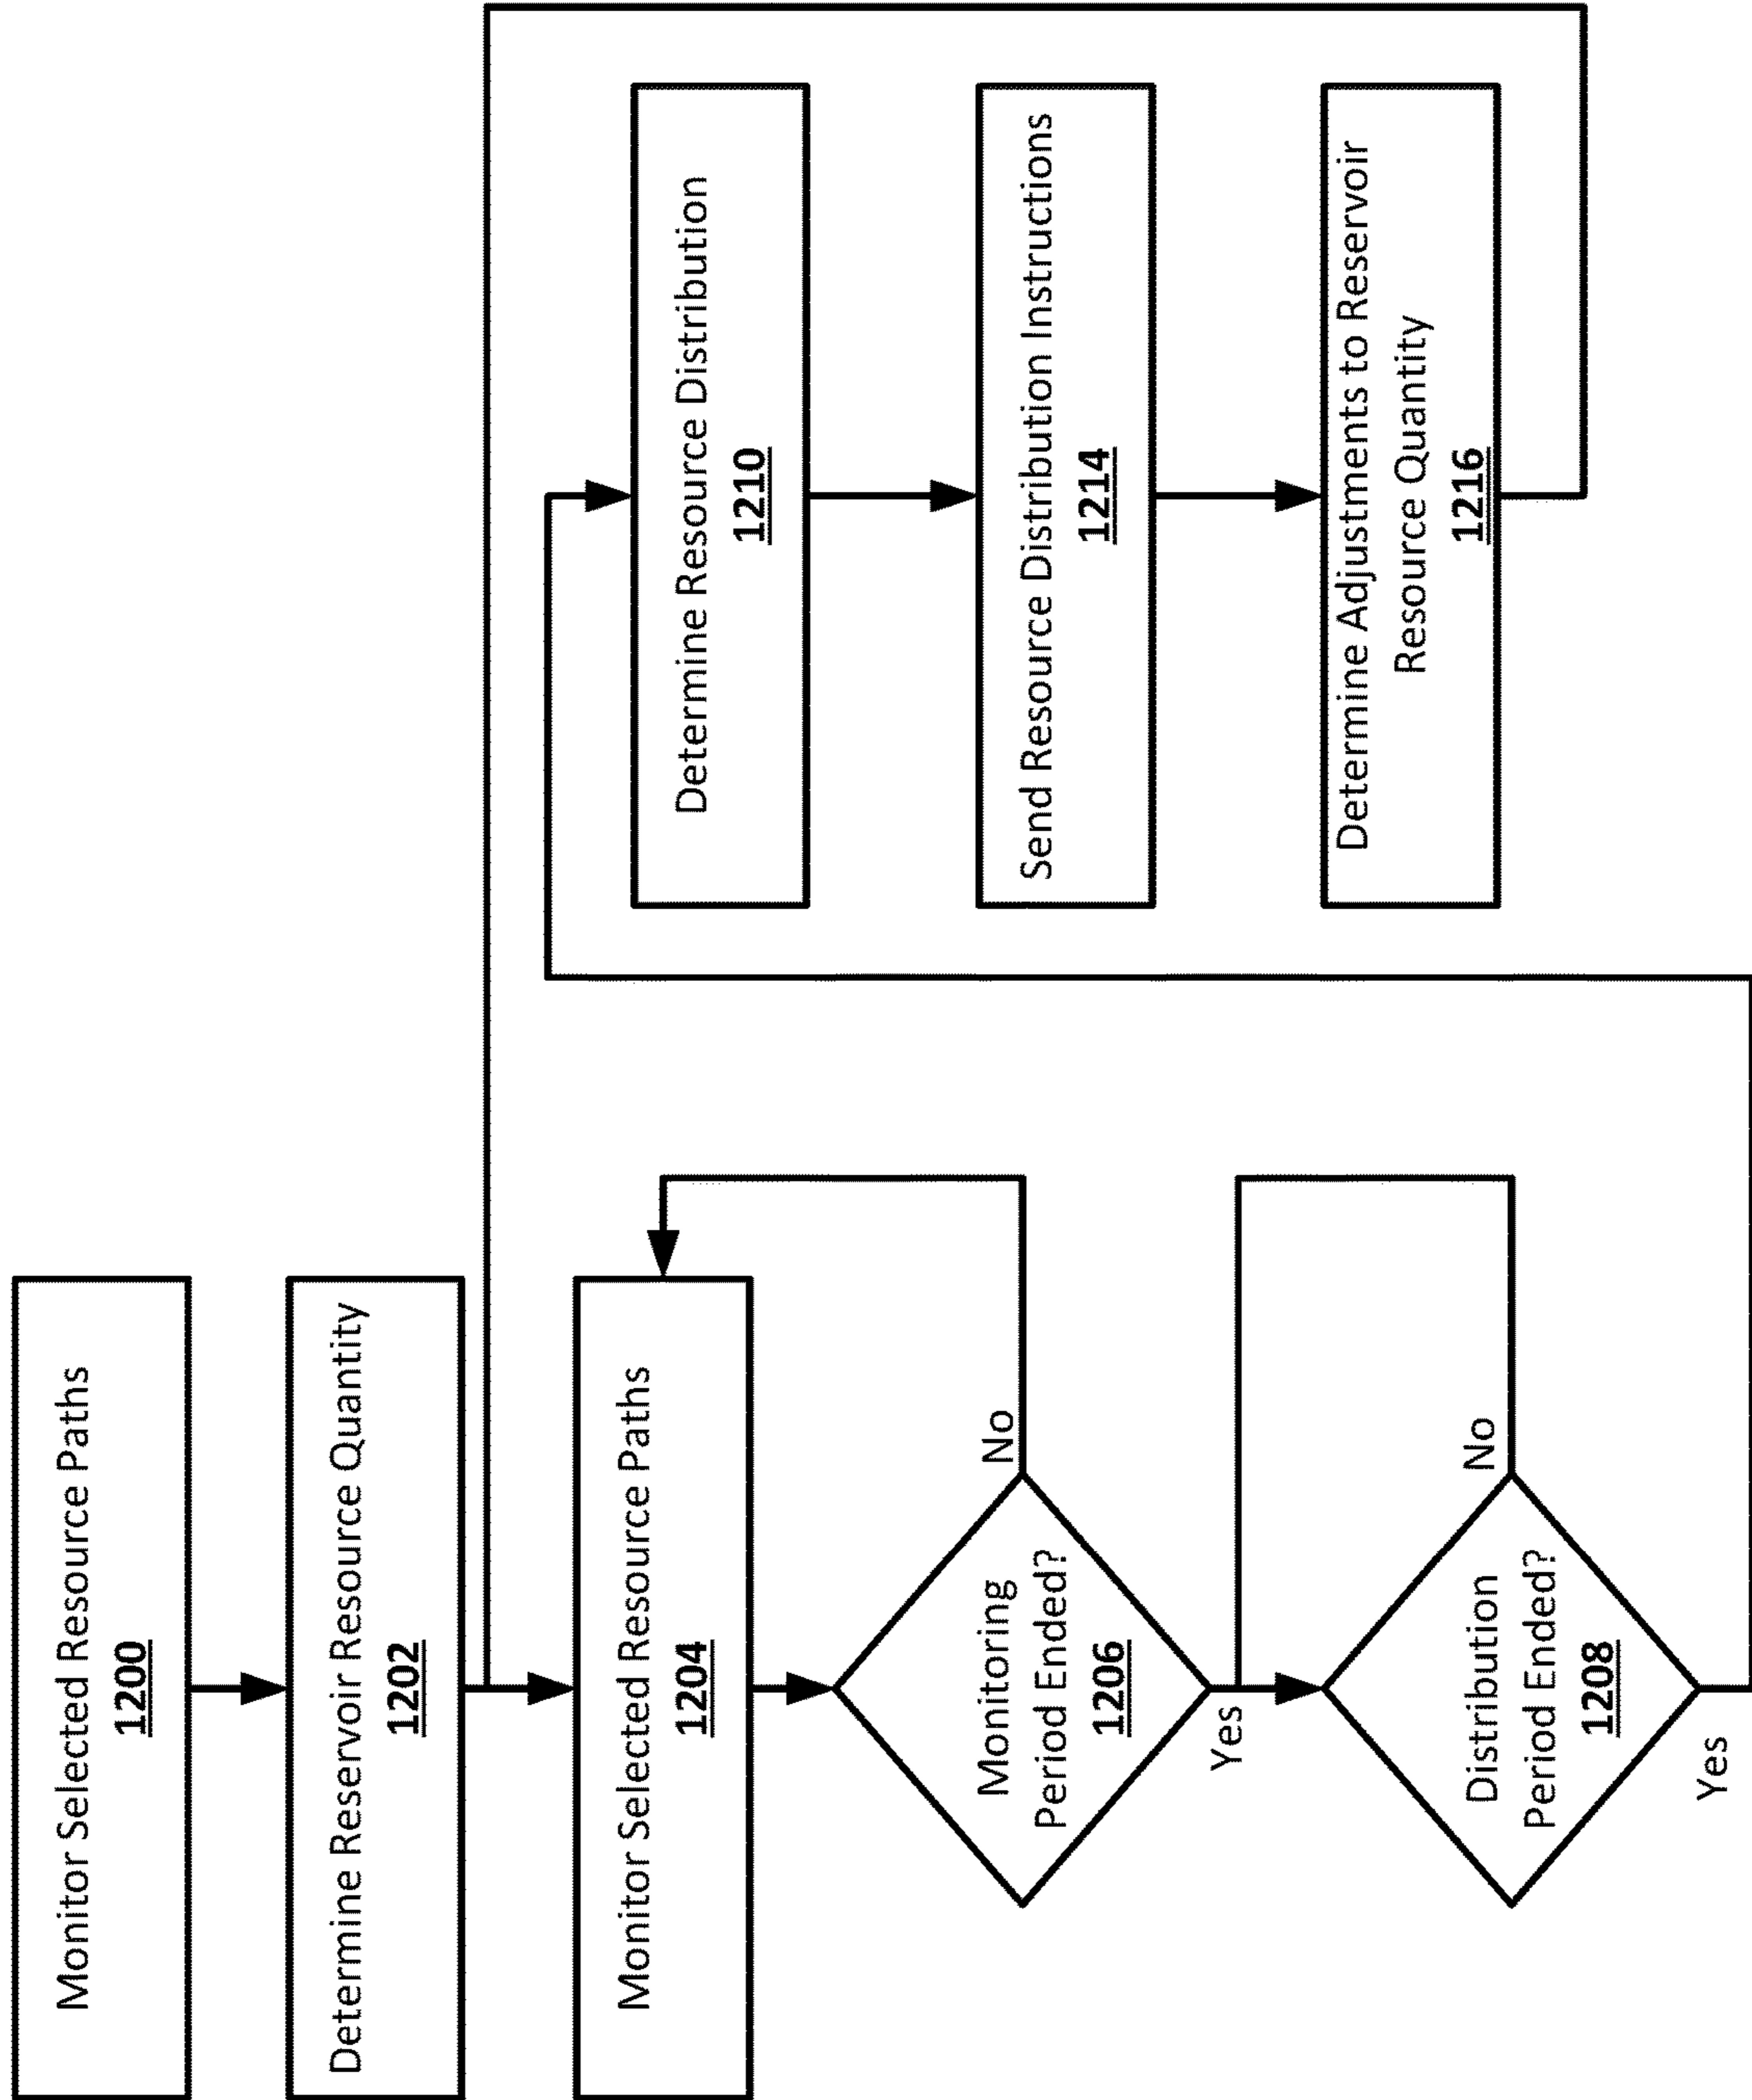 Monitor Selected Resource Paths
1200
Determine Reservoir Resource Quantity
1202
Monitor Selected Resource Paths
1204
Monitoring
Period Ended?
1206
No
Yes
Distribution
Period Ended?
1208
No
Yes
Determine Resource Distribution
1210
Send Resource Distribution Instructions
1214
Determine Adjustments to Reservoir
Resource Quantity
1216